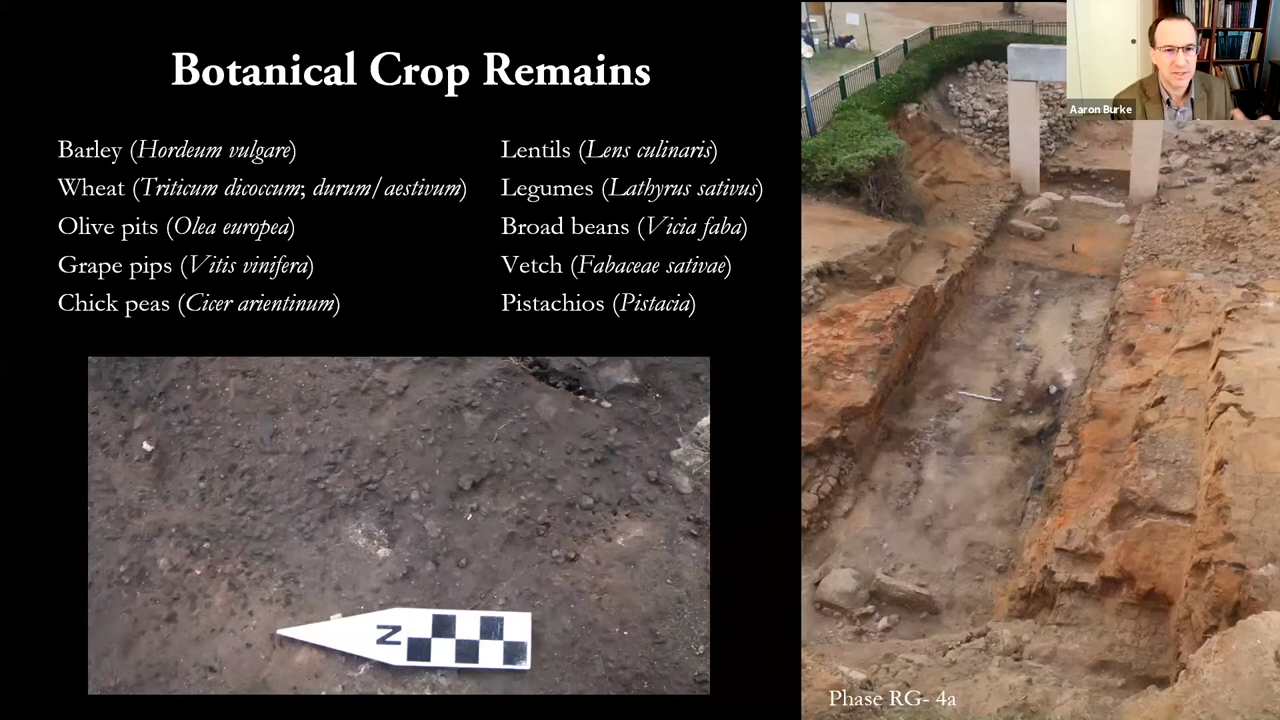 Botanical Crop Remains
Barley (Hordeum vulgare)
Wheat (Triticum dicoccum; durum/aestivum)
Olive pits (Olea europea)
Grape pips (Vitis vinifera)
Chick peas (Cicer arientinum)
Lentils (Lens culinaris)
Legumes (Lathyrus sativus)
Broad beans (Vicia faba)
Vetch (Fabaceae sativae)
Pistachios (Pistacia)
N
Aaron Burke
Phase RG- 4a